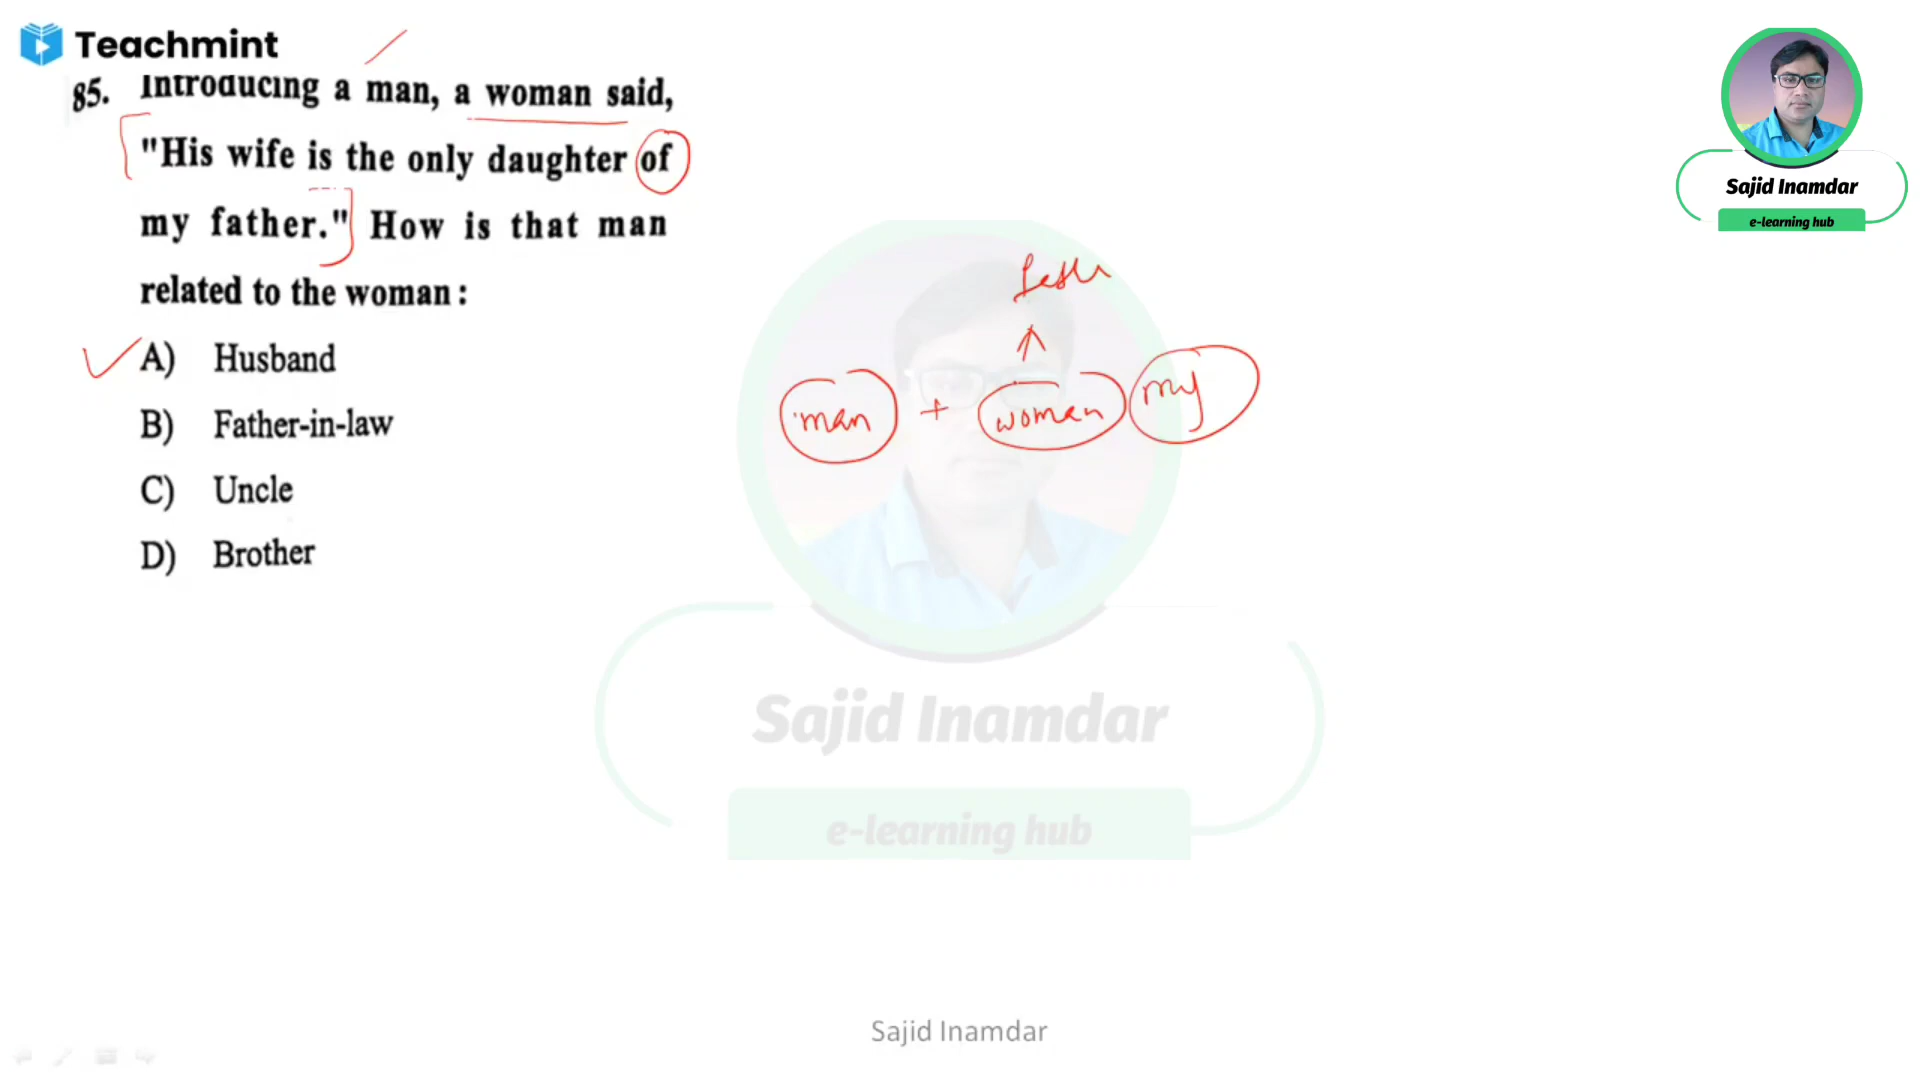 Teachmint
85. Introducing a man, a woman said,
"His wife is the only daughter of
my father." How is that man
related to the woman :
A) Husband
B) Father-in-law
C) Uncle
D) Brother
man + woman my
Sajid Inamdar
e-learning hub
Sajid Inamdar
e-learning hub
Sajid Inamdar